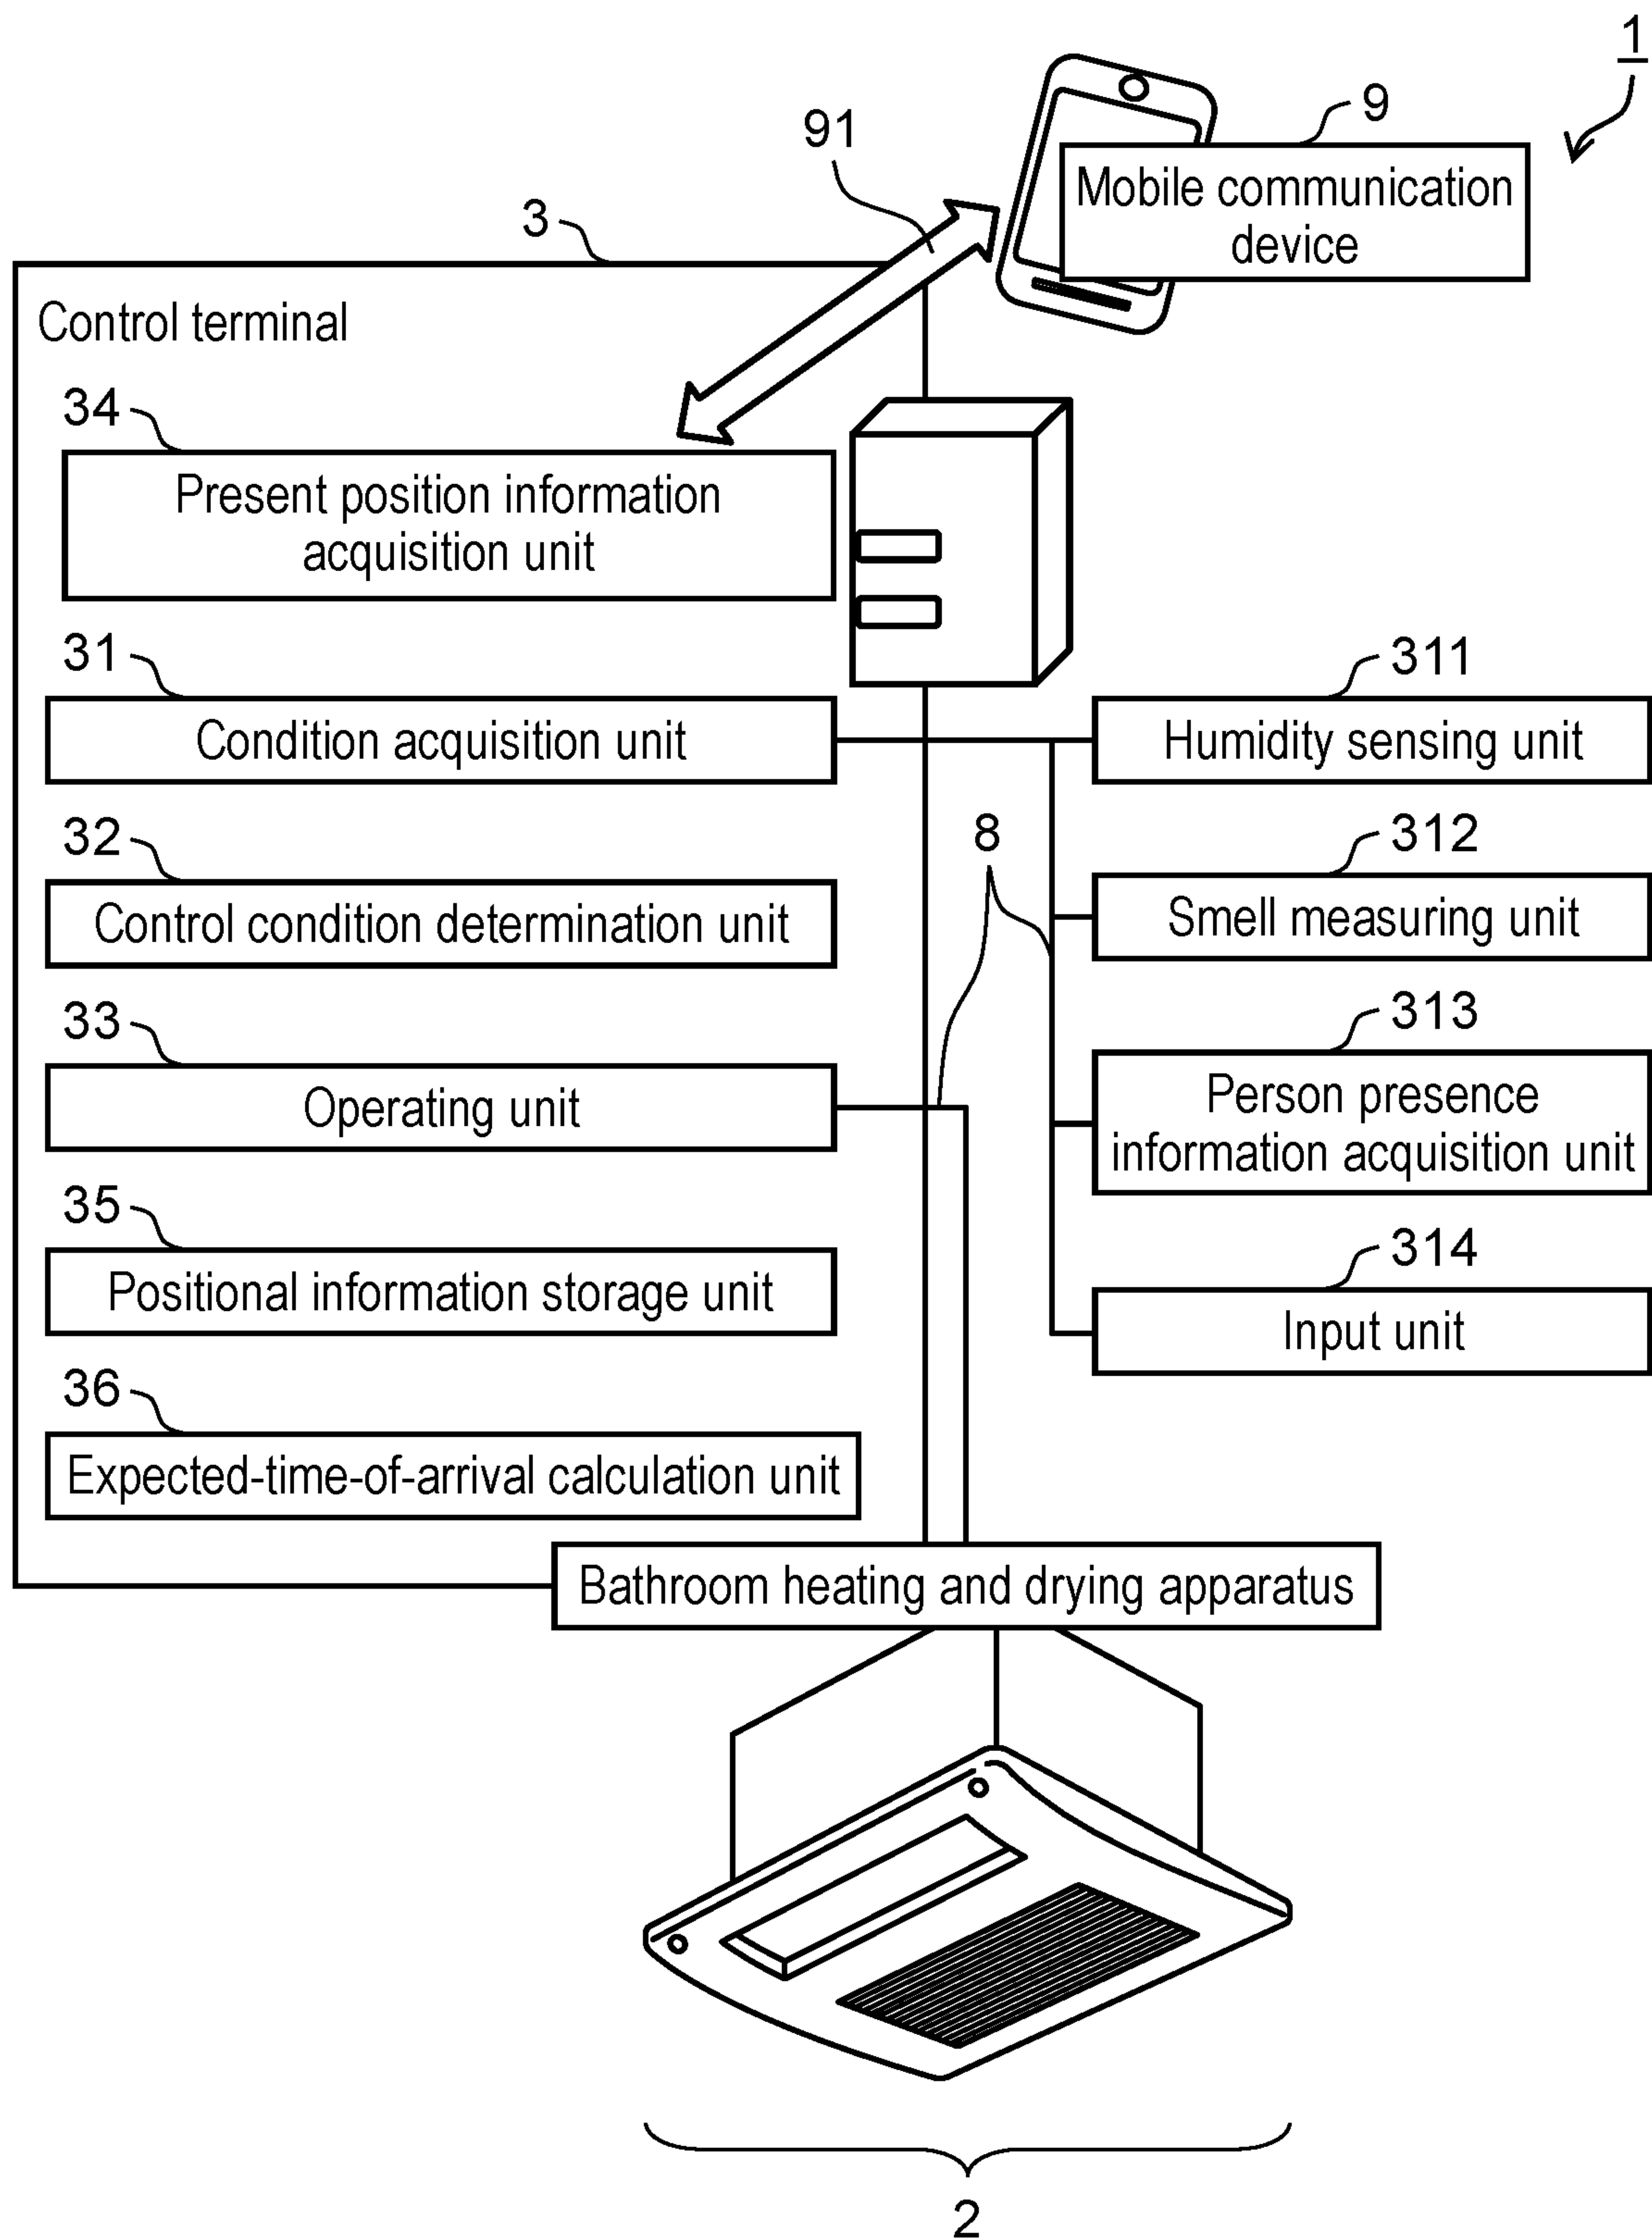 1
9
91
Mobile communication
device
3
Control terminal
34
Present position information
acquisition unit
31
311
Condition acquisition unit
Humidity sensing unit
32
8
312
Control condition determination unit
Smell measuring unit
33
313
Operating unit
Person presence
information acquisition unit
35
314
Positional information storage unit
Input unit
36
Expected-time-of-arrival calculation unit
Bathroom heating and drying apparatus
2